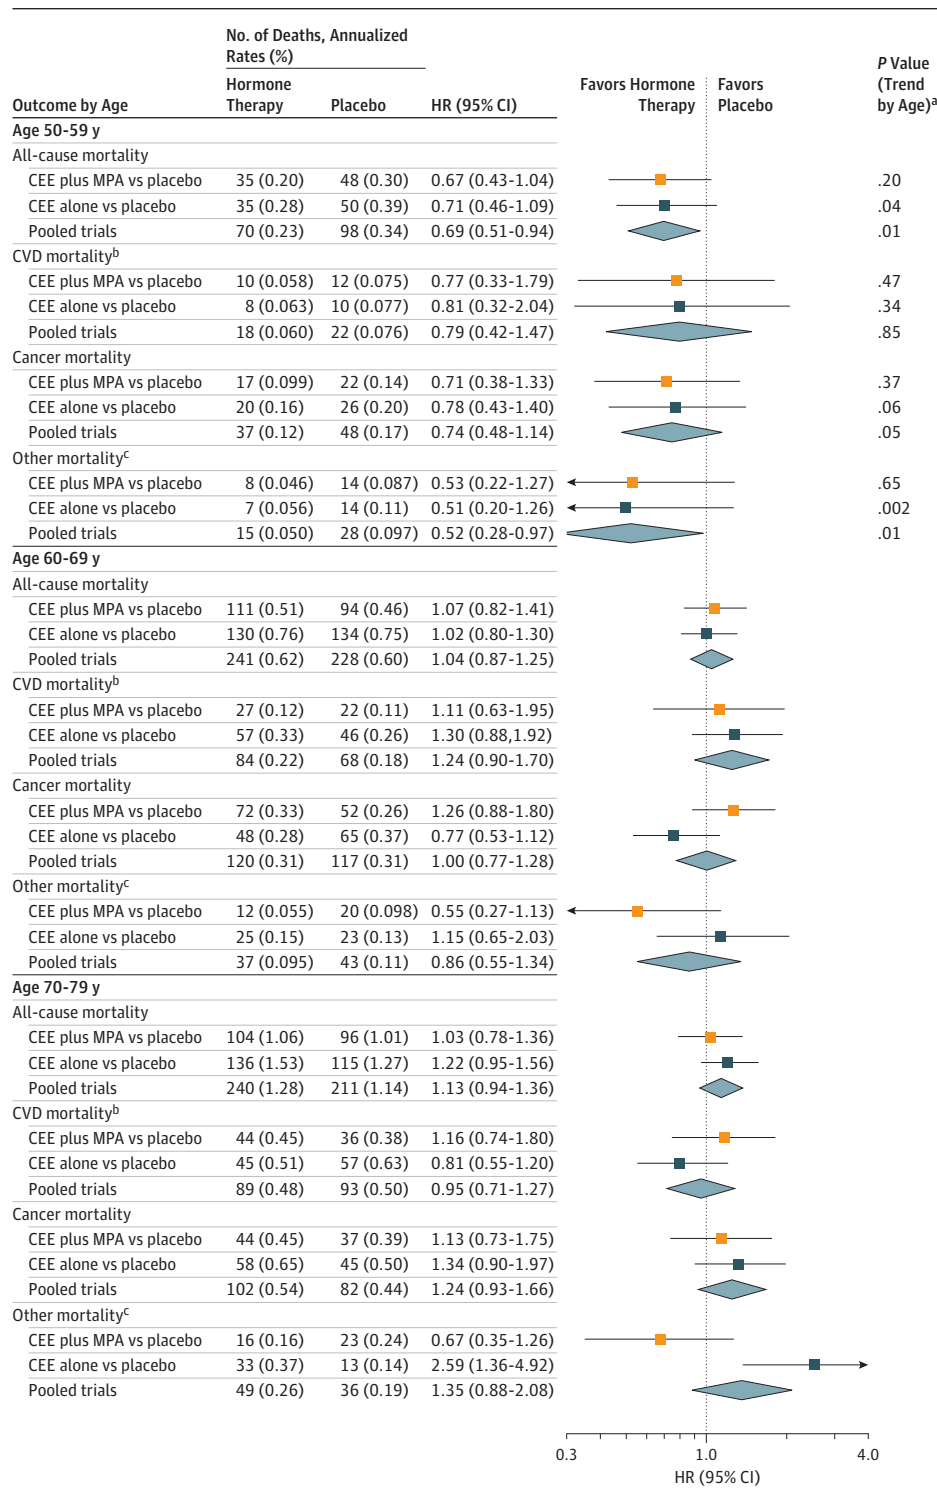 No. of Deaths, Annualized
Rates (%)
Outcome by Age Hormone Therapy Placebo HR (95% CI) Favors Hormone Therapy Favors Placebo P Value (Trend by Age)a
Age 50-59 y
All-cause mortality
CEE plus MPA vs placebo 35 (0.20) 48 (0.30) 0.67 (0.43-1.04) .20
CEE alone vs placebo 35 (0.28) 50 (0.39) 0.71 (0.46-1.09) .04
Pooled trials 70 (0.23) 98 (0.34) 0.69 (0.51-0.94) .01
CVD mortalityb
CEE plus MPA vs placebo 10 (0.058) 12 (0.075) 0.77 (0.33-1.79) .47
CEE alone vs placebo 8 (0.063) 10 (0.077) 0.81 (0.32-2.04) .34
Pooled trials 18 (0.060) 22 (0.076) 0.79 (0.42-1.47) .85
Cancer mortality
CEE plus MPA vs placebo 17 (0.099) 22 (0.14) 0.71 (0.38-1.33) .37
CEE alone vs placebo 20 (0.16) 26 (0.20) 0.78 (0.43-1.40) .06
Pooled trials 37 (0.12) 48 (0.17) 0.74 (0.48-1.14) .05
Other mortalityc
CEE plus MPA vs placebo 8 (0.046) 14 (0.087) 0.53 (0.22-1.27) .65
CEE alone vs placebo 7 (0.056) 14 (0.11) 0.51 (0.20-1.26) .002
Pooled trials 15 (0.050) 28 (0.097) 0.52 (0.28-0.97) .01
Age 60-69 y
All-cause mortality
CEE plus MPA vs placebo 111 (0.51) 94 (0.46) 1.07 (0.82-1.41)
CEE alone vs placebo 130 (0.76) 134 (0.75) 1.02 (0.80-1.30)
Pooled trials 241 (0.62) 228 (0.60) 1.04 (0.87-1.25)
CVD mortalityb
CEE plus MPA vs placebo 27 (0.12) 22 (0.11) 1.11 (0.63-1.95)
CEE alone vs placebo 57 (0.33) 46 (0.26) 1.30 (0.88,1.92)
Pooled trials 84 (0.22) 68 (0.18) 1.24 (0.90-1.70)
Cancer mortality
CEE plus MPA vs placebo 72 (0.33) 52 (0.26) 1.26 (0.88-1.80)
CEE alone vs placebo 48 (0.28) 65 (0.37) 0.77 (0.53-1.12)
Pooled trials 120 (0.31) 117 (0.31) 1.00 (0.77-1.28)
Other mortalityc
CEE plus MPA vs placebo 12 (0.055) 20 (0.098) 0.55 (0.27-1.13)
CEE alone vs placebo 25 (0.15) 23 (0.13) 1.15 (0.65-2.03)
Pooled trials 37 (0.095) 43 (0.11) 0.86 (0.55-1.34)
Age 70-79 y
All-cause mortality
CEE plus MPA vs placebo 104 (1.06) 96 (1.01) 1.03 (0.78-1.36)
CEE alone vs placebo 136 (1.53) 115 (1.27) 1.22 (0.95-1.56)
Pooled trials 240 (1.28) 211 (1.14) 1.13 (0.94-1.36)
CVD mortalityb
CEE plus MPA vs placebo 44 (0.45) 36 (0.38) 1.16 (0.74-1.80)
CEE alone vs placebo 45 (0.51) 57 (0.63) 0.81 (0.55-1.20)
Pooled trials 89 (0.48) 93 (0.50) 0.95 (0.71-1.27)
Cancer mortality
CEE plus MPA vs placebo 44 (0.45) 37 (0.39) 1.13 (0.73-1.75)
CEE alone vs placebo 58 (0.65) 45 (0.50) 1.34 (0.90-1.97)
Pooled trials 102 (0.54) 82 (0.44) 1.24 (0.93-1.66)
Other mortalityc
CEE plus MPA vs placebo 16 (0.16) 23 (0.24) 0.67 (0.35-1.26)
CEE alone vs placebo 33 (0.37) 13 (0.14) 2.59 (1.36-4.92)
Pooled trials 49 (0.26) 36 (0.19) 1.35 (0.88-2.08)
0.3 1.0 4.0
HR (95% CI)